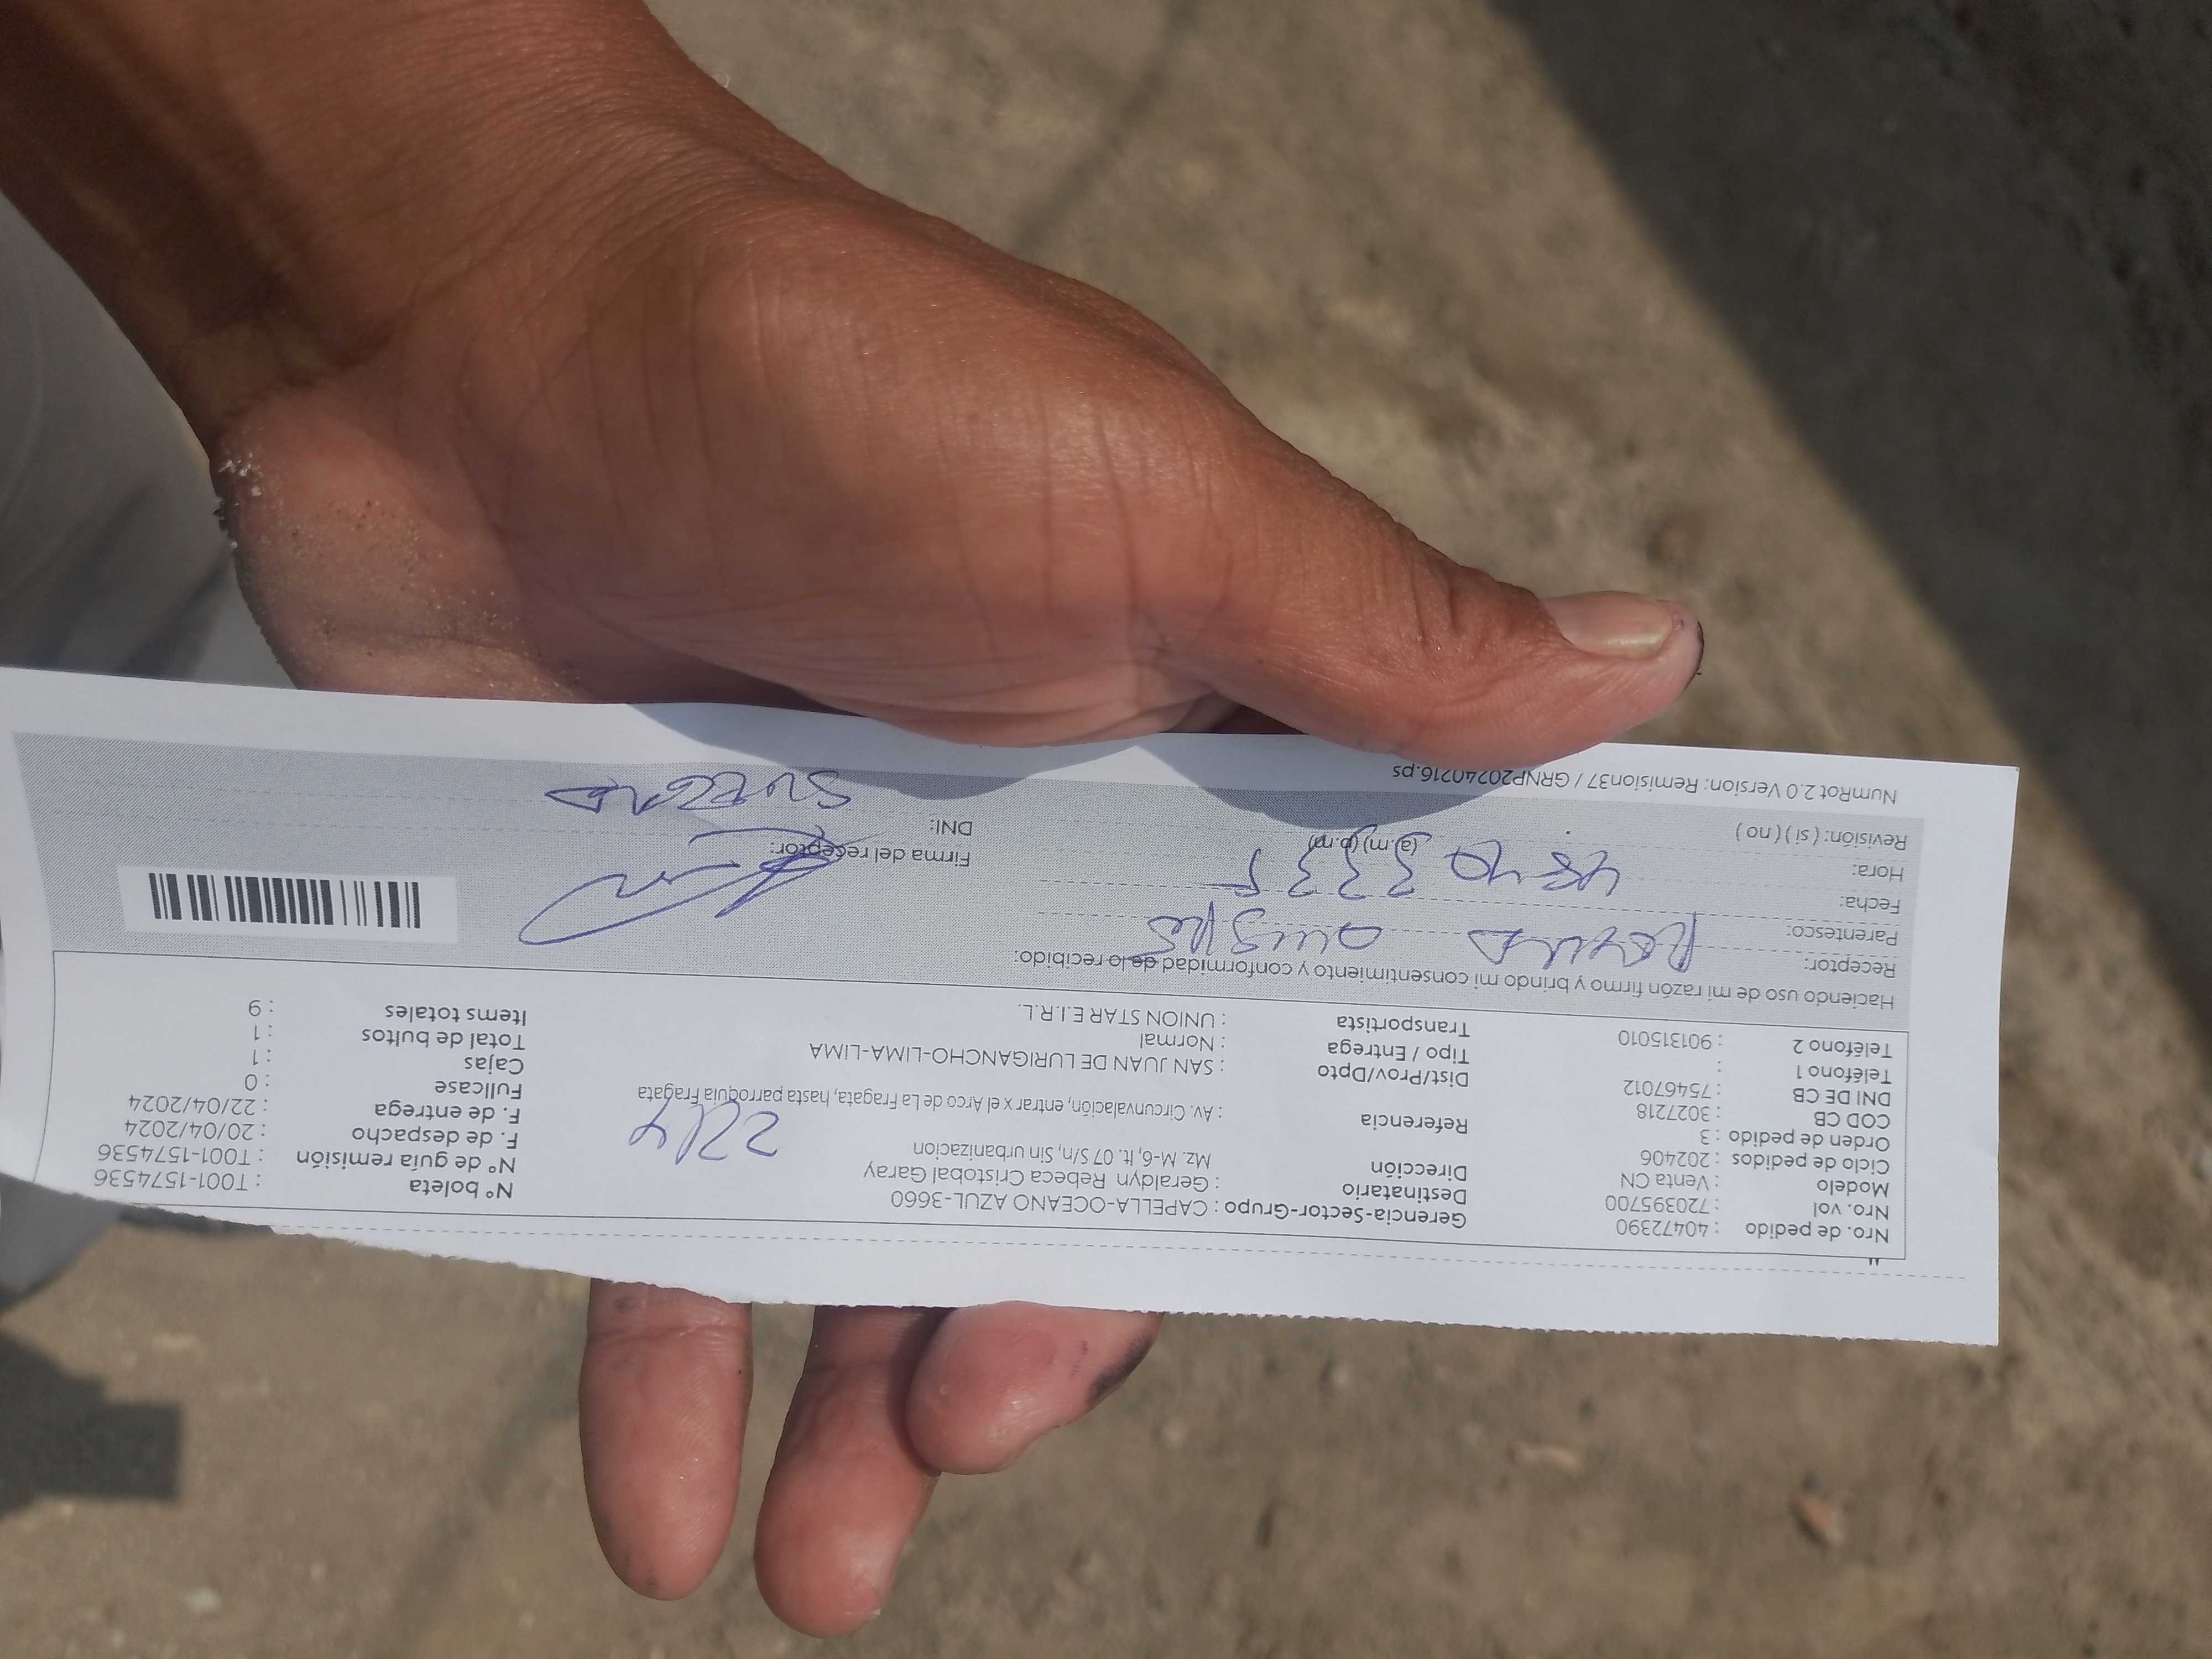 Nro. de pedido : 40472390
Nro. vol : 720395700
Modelo : Venta CN
Ciclo de pedidos : 202406
Orden de pedido : 3
COD CB : 3027218
DNI DE CB : 75467012
Teléfono 1 :
Teléfono 2 : 901315010
Gerencia-Sector-Grupo : CAPELLA-OCEANO AZUL-3660
Destinatario : Geraldyn Rebeca Cristobal Garay
Dirección Mz. M-6, lt. 07 S/n, Sin urbanizacion
22/4
Referencia : Av. Circunvalación, entrar x el Arco de La Fragata, hasta parroquia Fragata
Dist/Prov/Dpto : SAN JUAN DE LURIGANCHO-LIMA-LIMA
Tipo / Entrega : Normal
Transportista : UNION STAR E.I.R.L.
Nº boleta : T001-1574536
Nº de guía remisión : T001-1574536
F. de despacho : 20/04/2024
F. de entrega : 22/04/2024
Fullcase : 0
Cajas : 1
Total de bultos : 1
Items totales : 9
Haciendo uso de mi razón firmo y brindo mi consentimiento y conformidad de lo recibido:
Receptor:
Parentesco:
Fecha:
Hora: (a.m) (p.m)
Revisión: ( si ) ( no )
Firma del receptor:
DNI:
SUEGRA
NumRot 2.0 Version: Remision37 / GRNP20240216.ps